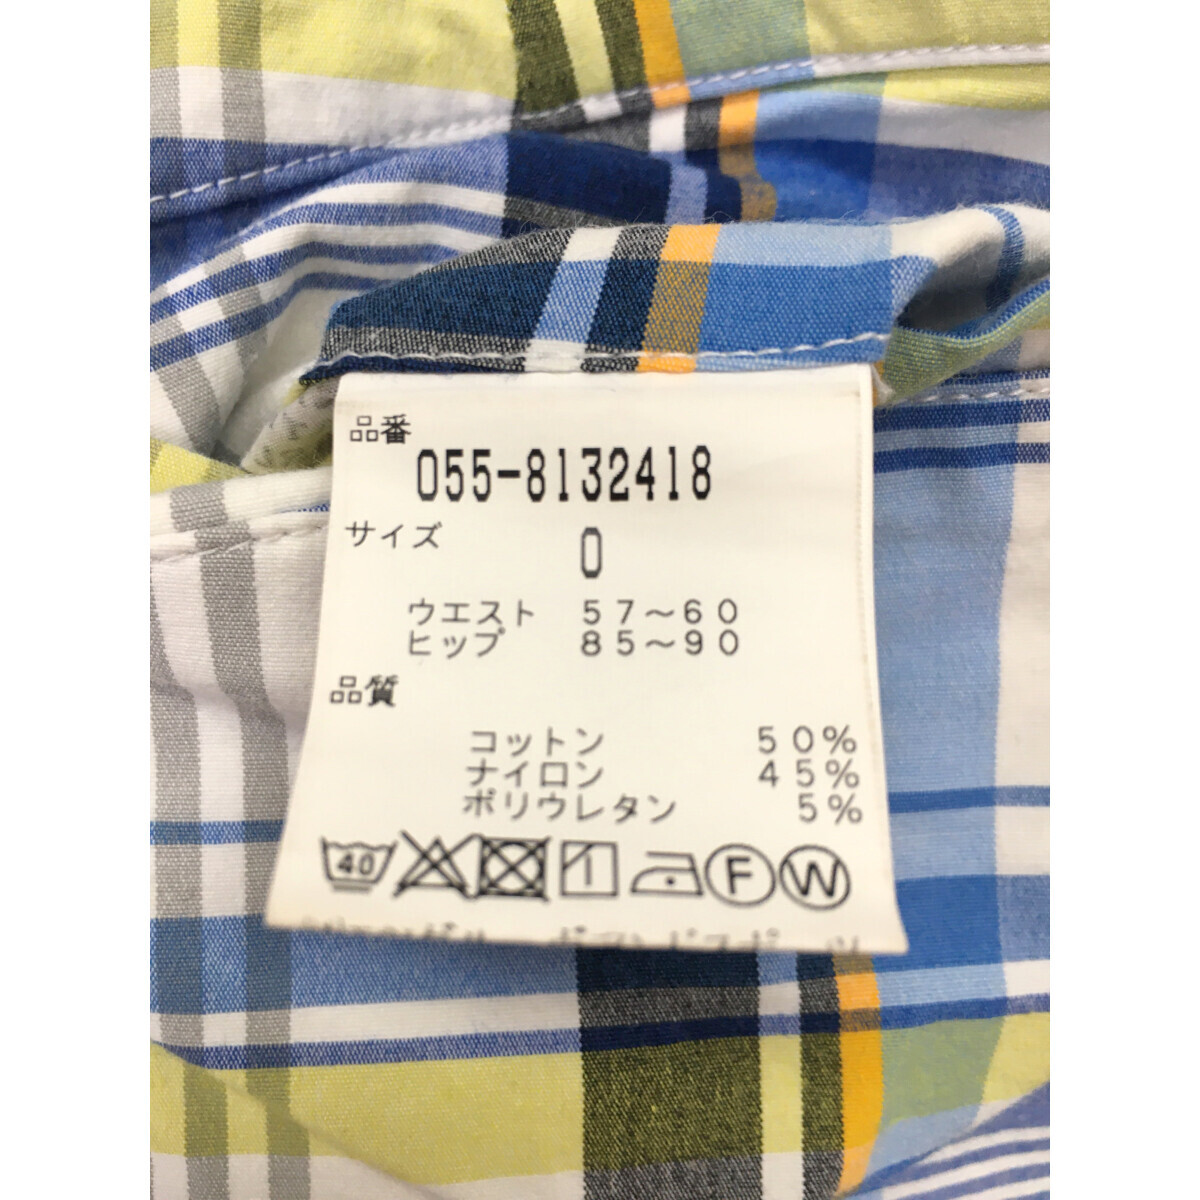 品番
055-8132418
サイズ
0
ウエスト 57～60
ヒップ 85～90
品質
コットン 50%
ナイロン 45%
ポリウレタン 5%
40 F W